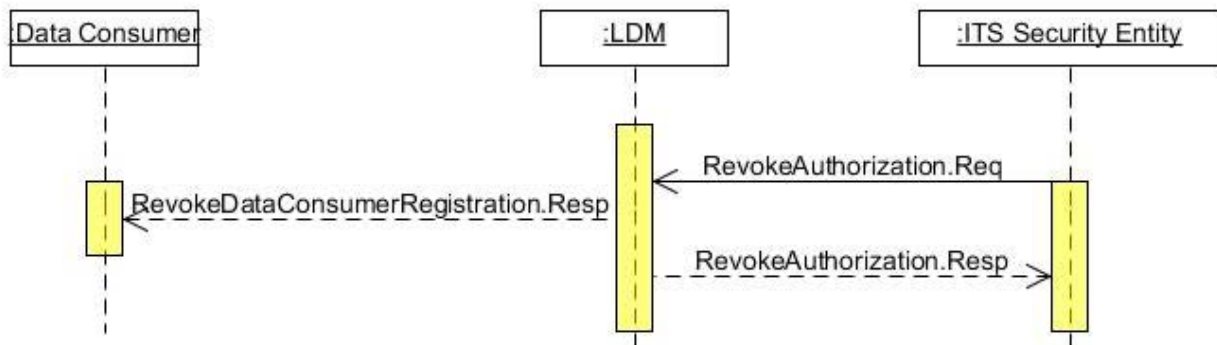 :Data Consumer
:LDM
:ITS Security Entity
RevokeAuthorization.Req
RevokeDataConsumerRegistration.Resp
RevokeAuthorization.Resp